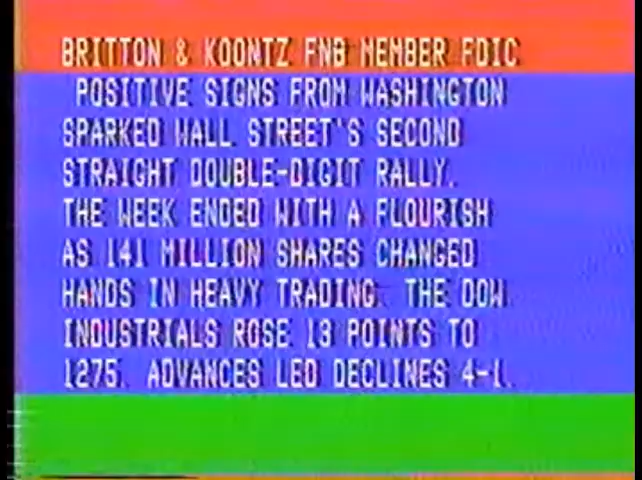 BRITTON & KOONTZ FNB MEMBER FDIC
POSITIVE SIGNS FROM WASHINGTON
SPARKED WALL STREET"S SECOND
STRAIGHT DOUBLE-DIGIT RALLY.
THE WEEK ENDED WITH A FLOURISH
AS 141 MILLION SHARES CHANGED
HANDS IN HEAVY TRADING. THE DOW
INDUSTRIALS ROSE 13 POINTS TO
1275. ADVANCES LED DECLINES 4-1.